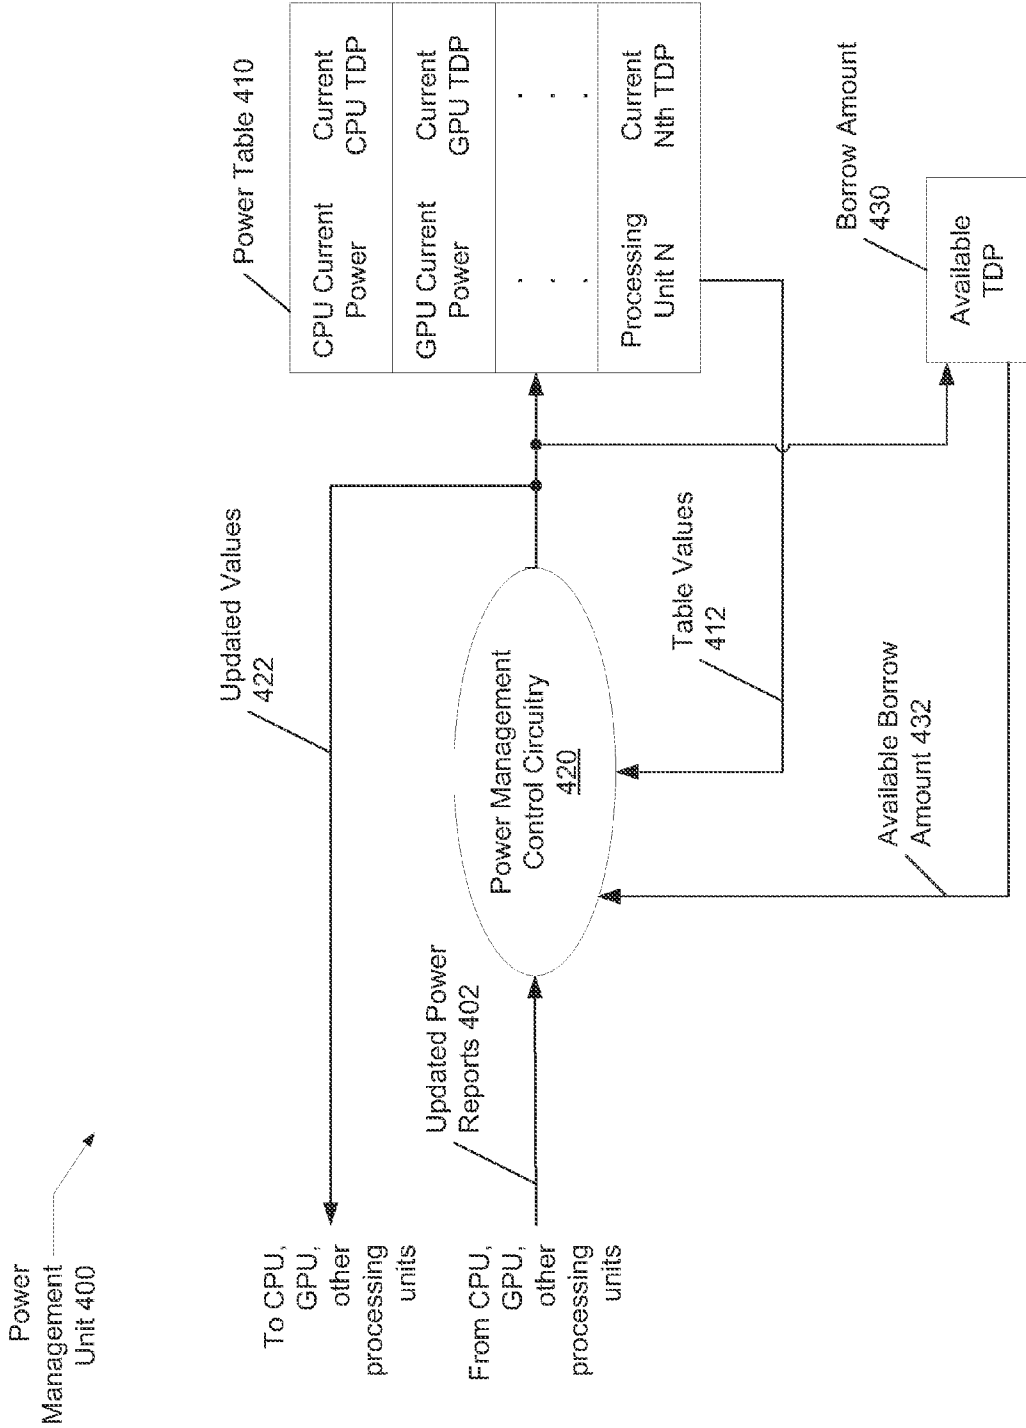 Power
Management
Unit 400
To CPU,
GPU,
other
processing
units
Updated Values
422
Power Table 410
CPU Current
Power
Current
CPU TDP
GPU Current
Power
Current
GPU TDP
. . .
. . .
Processing
Unit N
Current
Nth TDP
From CPU,
GPU,
other
processing
units
Updated Power
Reports 402
Power Management
Control Circuitry
420
Table Values
412
Available Borrow
Amount 432
Borrow Amount
430
Available
TDP